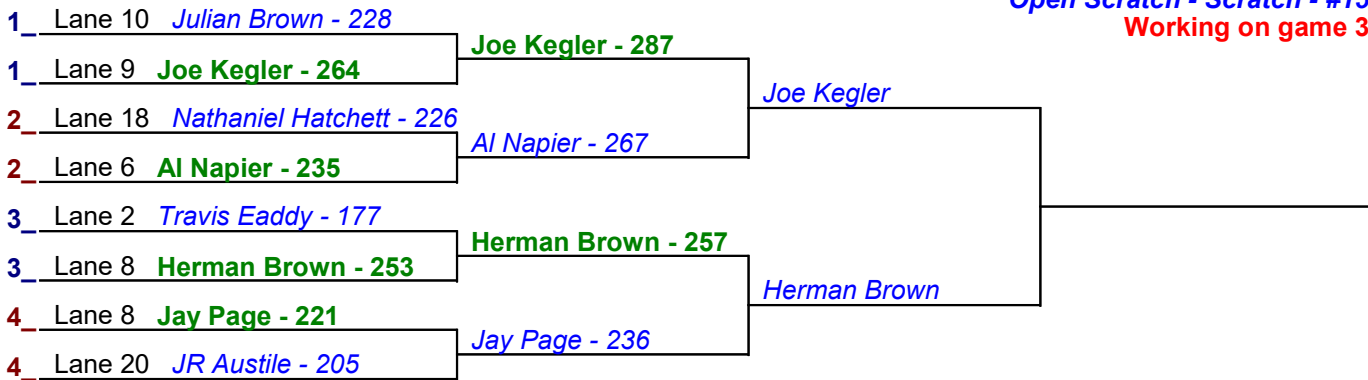 Open Scratch - Scratch - #15
Working on game 3
1_ Lane 10 Julian Brown - 228
1_ Lane 9 Joe Kegler - 264
2_ Lane 18 Nathaniel Hatchett - 226
2_ Lane 6 Al Napier - 235
3_ Lane 2 Travis Eaddy - 177
3_ Lane 8 Herman Brown - 253
4_ Lane 8 Jay Page - 221
4_ Lane 20 JR Austile - 205
Joe Kegler - 287
Al Napier - 267
Herman Brown - 257
Jay Page - 236
Joe Kegler
Herman Brown